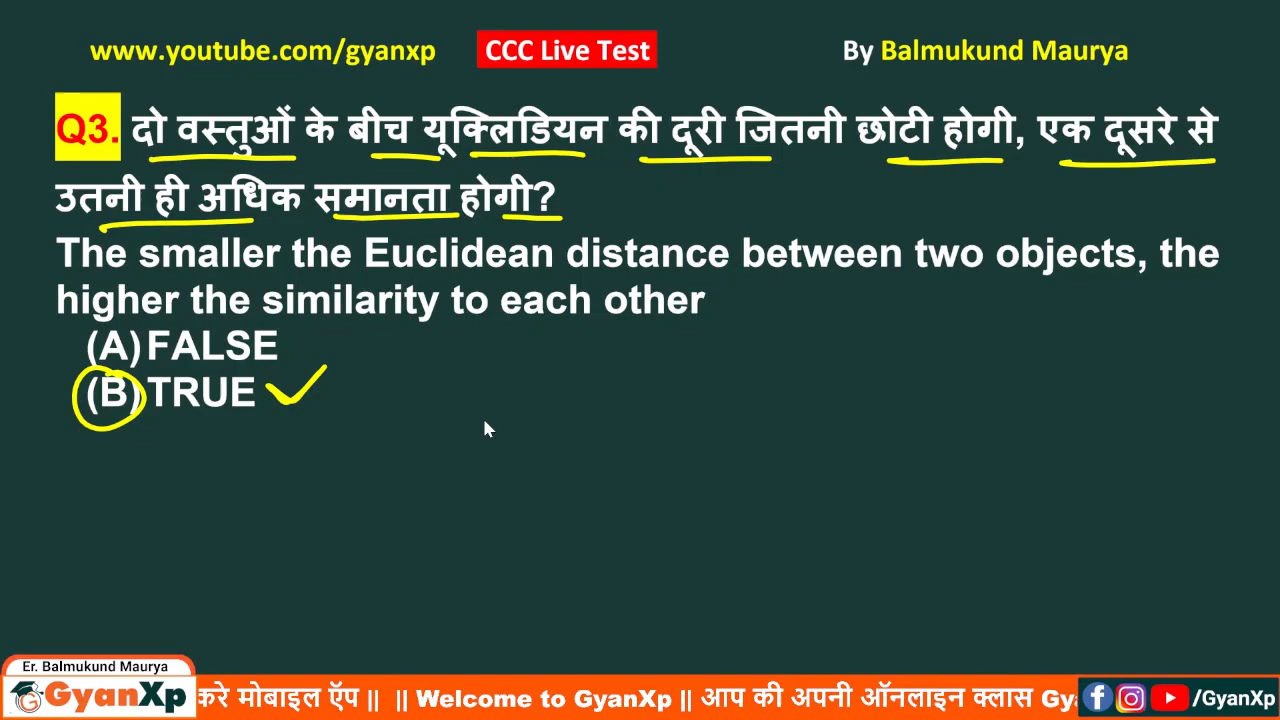 www.youtube.com/gyanxp CCC Live Test By Balmukund Maurya
Q3. दो वस्तुओं के बीच यूक्लिडियन की दूरी जितनी छोटी होगी, एक दूसरे से
उतनी ही अधिक समानता होगी?
The smaller the Euclidean distance between two objects, the
higher the similarity to each other
(A) FALSE
(B) TRUE
Er. Balmukund Maurya
GyanXp करे मोबाइल ऍप || || Welcome to GyanXp || आप की अपनी ऑनलाइन क्लास Gya /GyanXp